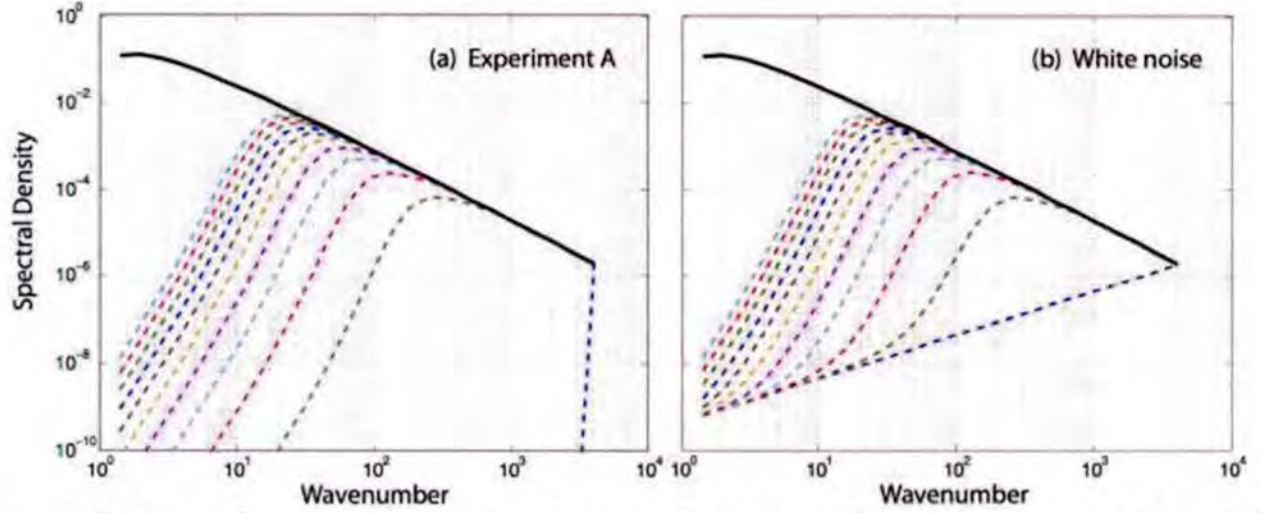 (a) Experiment A
(b) White noise
Spectral Density
10⁰
10⁻²
10⁻⁴
10⁻⁶
10⁻⁸
10⁻¹⁰
10⁰ 10¹ 10² 10³ 10⁴
10⁰ 10¹ 10² 10³ 10⁴
Wavenumber
Wavenumber